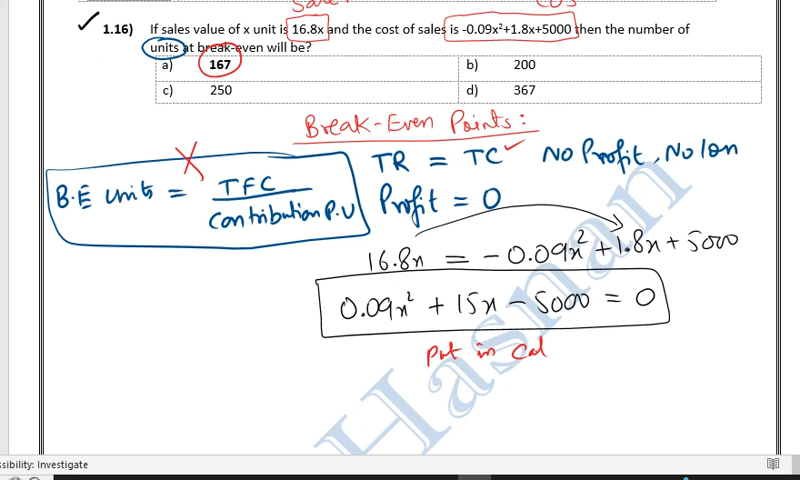 COS
1.16) If sales value of x unit is 16.8x and the cost of sales is -0.09x²+1.8x+5000 then the number of
units at break-even will be?
a) 167 b) 200
c) 250 d) 367
Break-Even Points:
TR = TC No Profit, No Loss
B.E Units = TFC / Contribution P.U
Profit = 0
16.8x = -0.09x² + 1.8x + 5000
0.09x² + 15x - 5000 = 0
Put in Cal
Hasnan
ssibility: Investigate